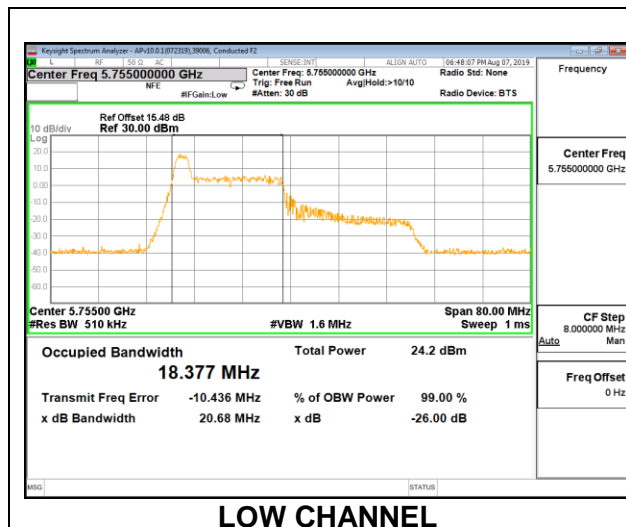 Keysight Spectrum Analyzer - APv10.0.1(072319),39006, Conducted F2
L RF 50 Ω AC SENSE:INT ALIGN AUTO 06:48:07 PM Aug 07, 2019
Center Freq 5.755000000 GHz Center Freq: 5.755000000 GHz Radio Std: None Frequency
NFE Trig: Free Run Avg|Hold:>10/10
#IFGain:Low #Atten: 30 dB Radio Device: BTS
Ref Offset 15.48 dB
10 dB/div Ref 30.00 dBm
Log
20.0
10.0
0.00
-10.0
-20.0
-30.0
-40.0
-50.0
-60.0
Center Freq
5.755000000 GHz
Center 5.75500 GHz Span 80.00 MHz
#Res BW 510 kHz #VBW 1.6 MHz Sweep 1 ms
CF Step
8.000000 MHz
Auto Man
Freq Offset
0 Hz
Occupied Bandwidth Total Power 24.2 dBm
18.377 MHz
Transmit Freq Error -10.436 MHz % of OBW Power 99.00 %
x dB Bandwidth 20.68 MHz x dB -26.00 dB
MSG STATUS
LOW CHANNEL